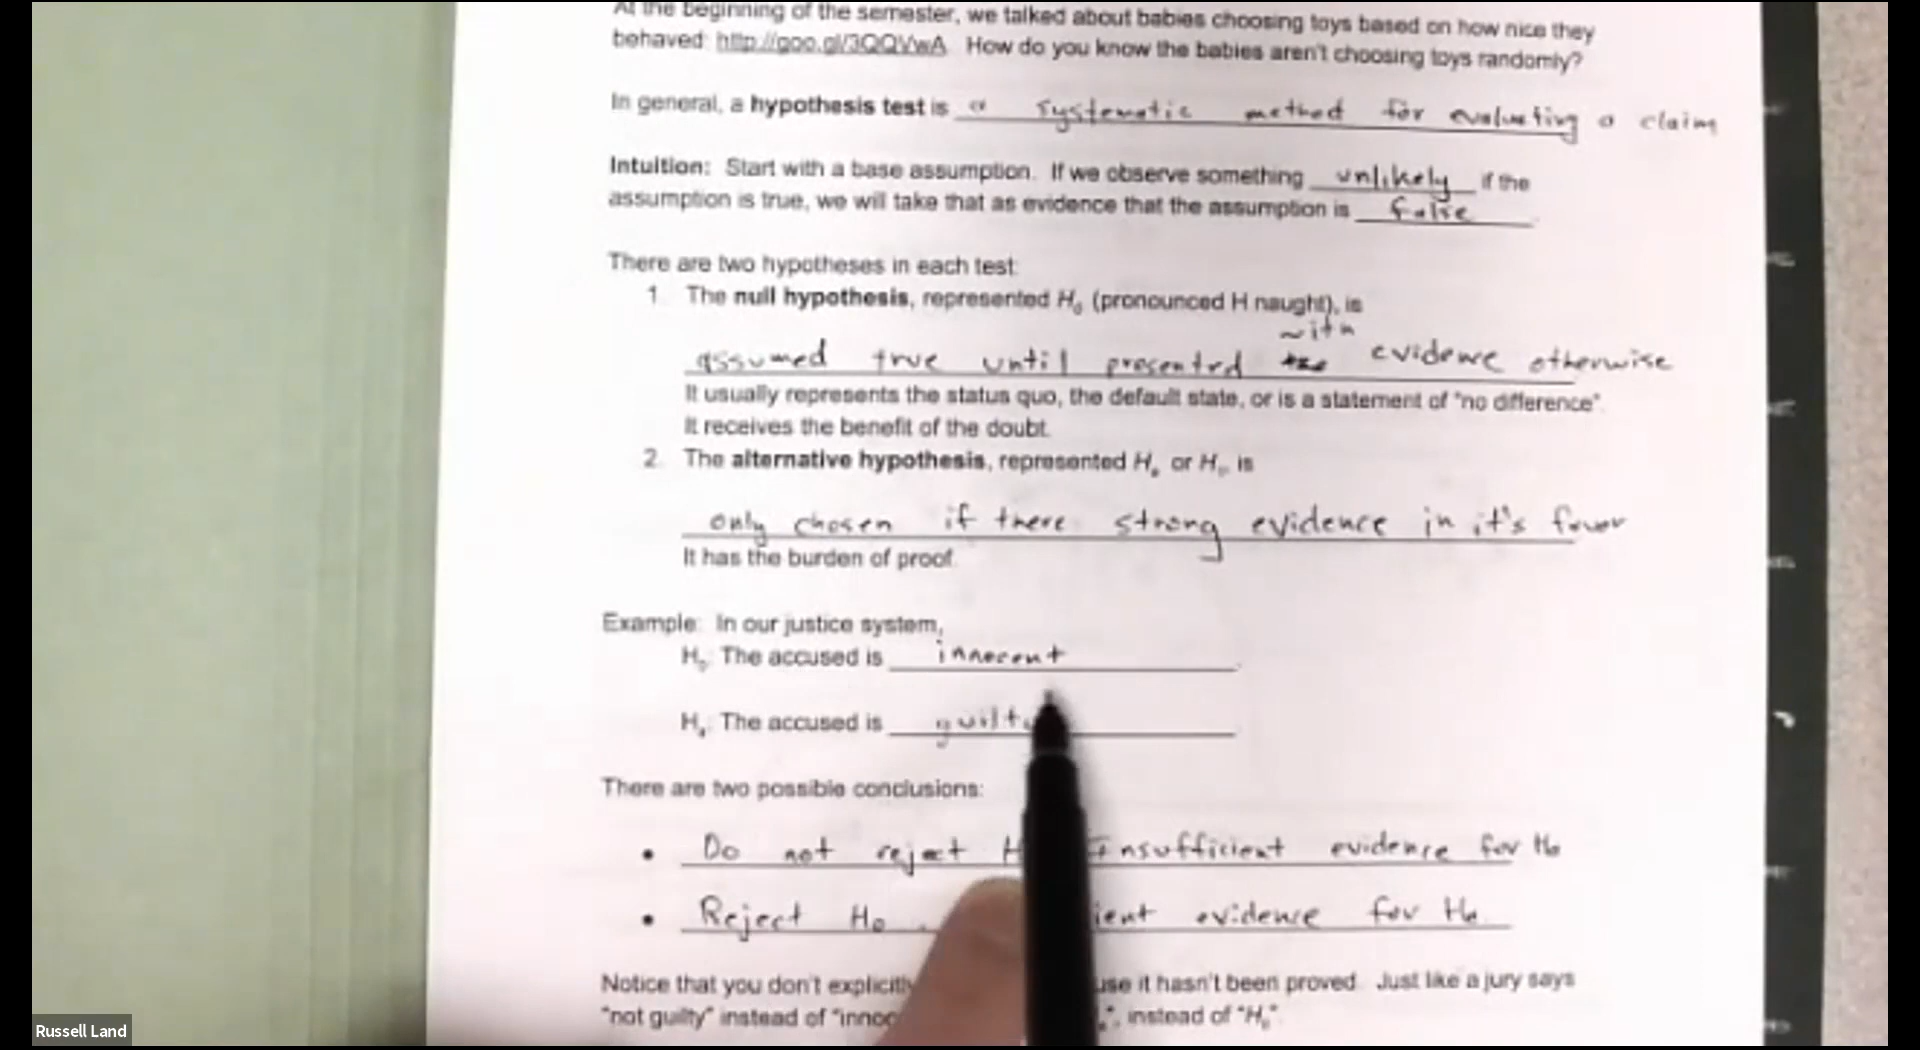 At the beginning of the semester, we talked about babies choosing toys based on how nice they
behaved: http://goo.gl/3QQVwA. How do you know the babies aren't choosing toys randomly?
In general, a hypothesis test is a systematic method for evaluating a claim
Intuition: Start with a base assumption. If we observe something unlikely if the
assumption is true, we will take that as evidence that the assumption is false
There are two hypotheses in each test:
1. The null hypothesis, represented H₀ (pronounced H naught), is
with
assumed true until presented evidence otherwise
It usually represents the status quo, the default state, or is a statement of "no difference".
It receives the benefit of the doubt.
2. The alternative hypothesis, represented Hₐ or H₁, is
only chosen if there strong evidence in it's favor
It has the burden of proof.
Example: In our justice system,
H₀: The accused is innocent
Hₐ: The accused is guilty
There are two possible conclusions:
• Do not reject H Insufficient evidence for Ha
• Reject H₀. ient evidence for Ha
Notice that you don't explicitly use it hasn't been proved. Just like a jury says
"not guilty" instead of "innoc ", instead of "H₀".
Russell Land